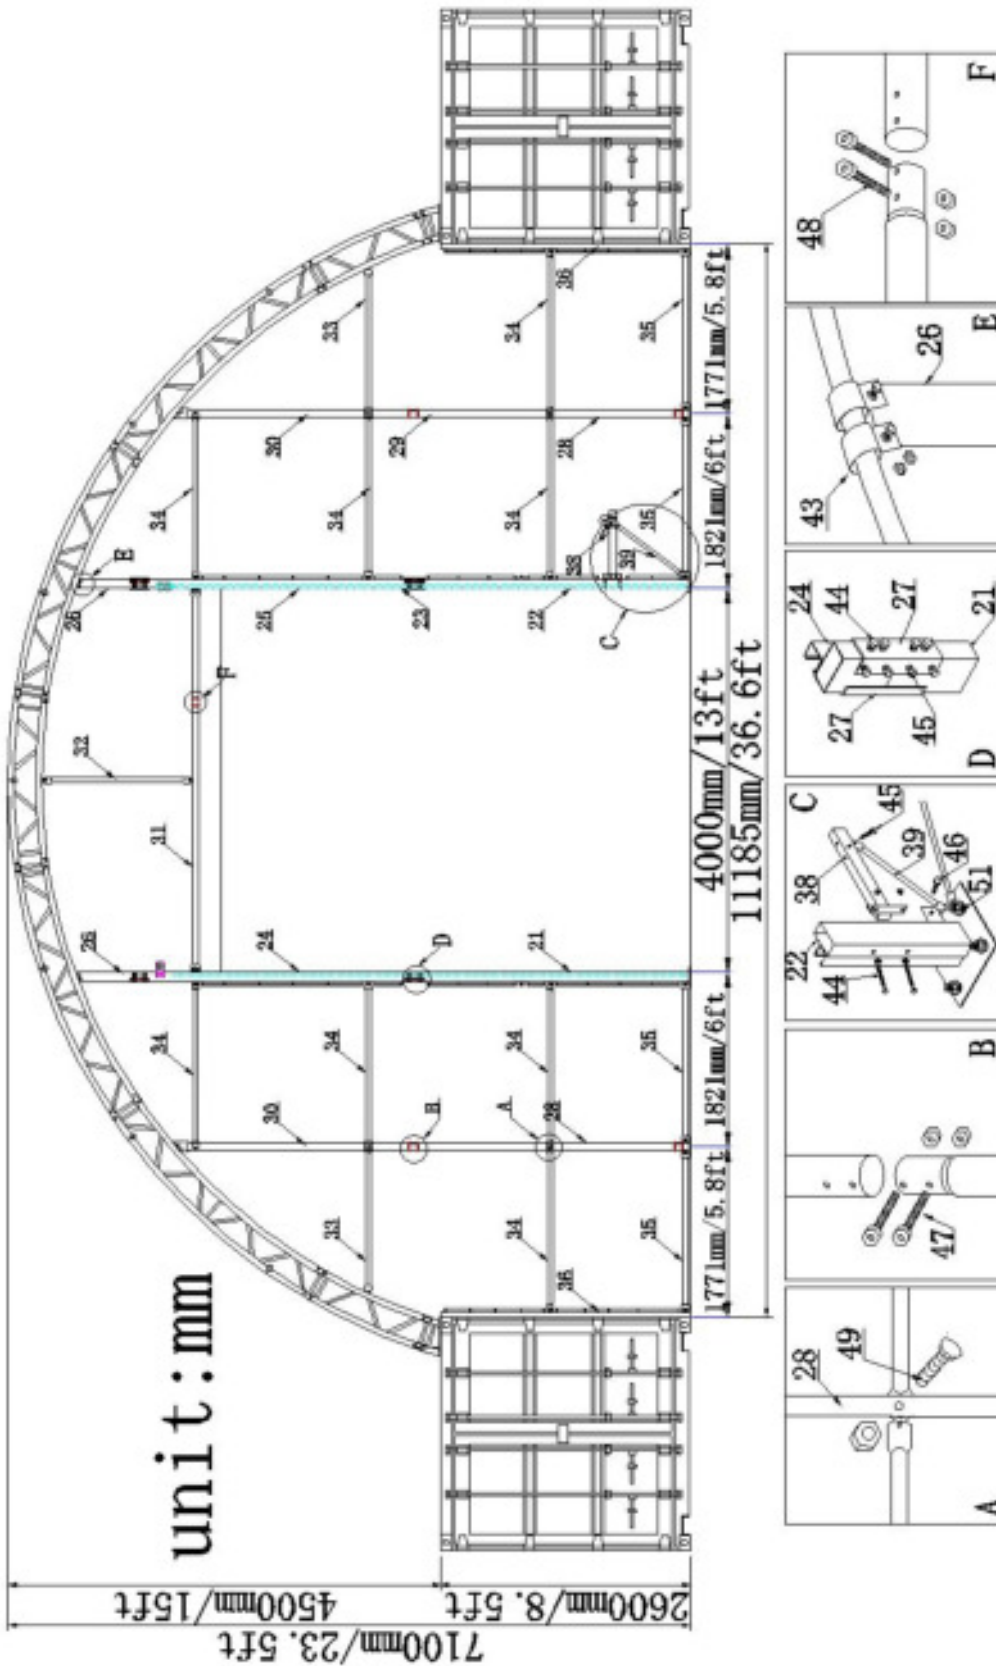 unit:mm
7100mm/23.5ft
4500mm/15ft
2600mm/8.5ft
32
26
26
E
31
F
34
34
30
24
25
30
33
34
23
34
33
B
D
29
A
C
34
34
21
22
34
34
28
38
28
36
39
36
35
35
35
35
1771mm/5.8ft
1821mm/6ft
4000mm/13ft
1821mm/6ft
1771mm/5.8ft
11185mm/36.6ft
28
49
A
47
B
C
22
38
44
45
39
46
51
24
44
27
27
45
21
D
43
26
E
48
F